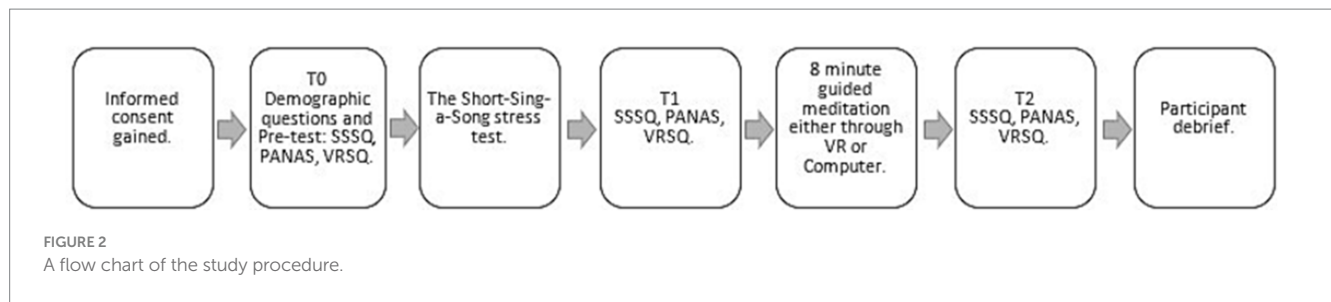 Informed
consent
gained.
T0
Demographic
questions and
Pre-test: SSSQ,
PANAS, VRSQ.
The Short-Sing-
a-Song stress
test.
T1
SSSQ, PANAS,
VRSQ.
8 minute
guided
meditation
either through
VR or
Computer.
T2
SSSQ, PANAS,
VRSQ.
Participant
debrief.
FIGURE 2
A flow chart of the study procedure.